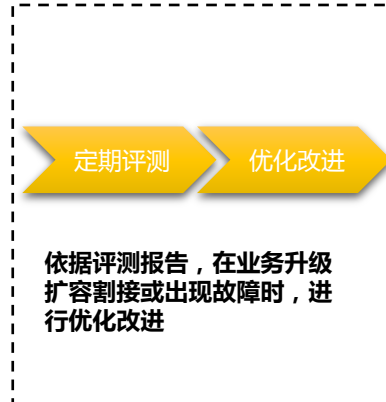 定期评测
优化改进
依据评测报告，在业务升级
扩容割接或出现故障时，进
行优化改进